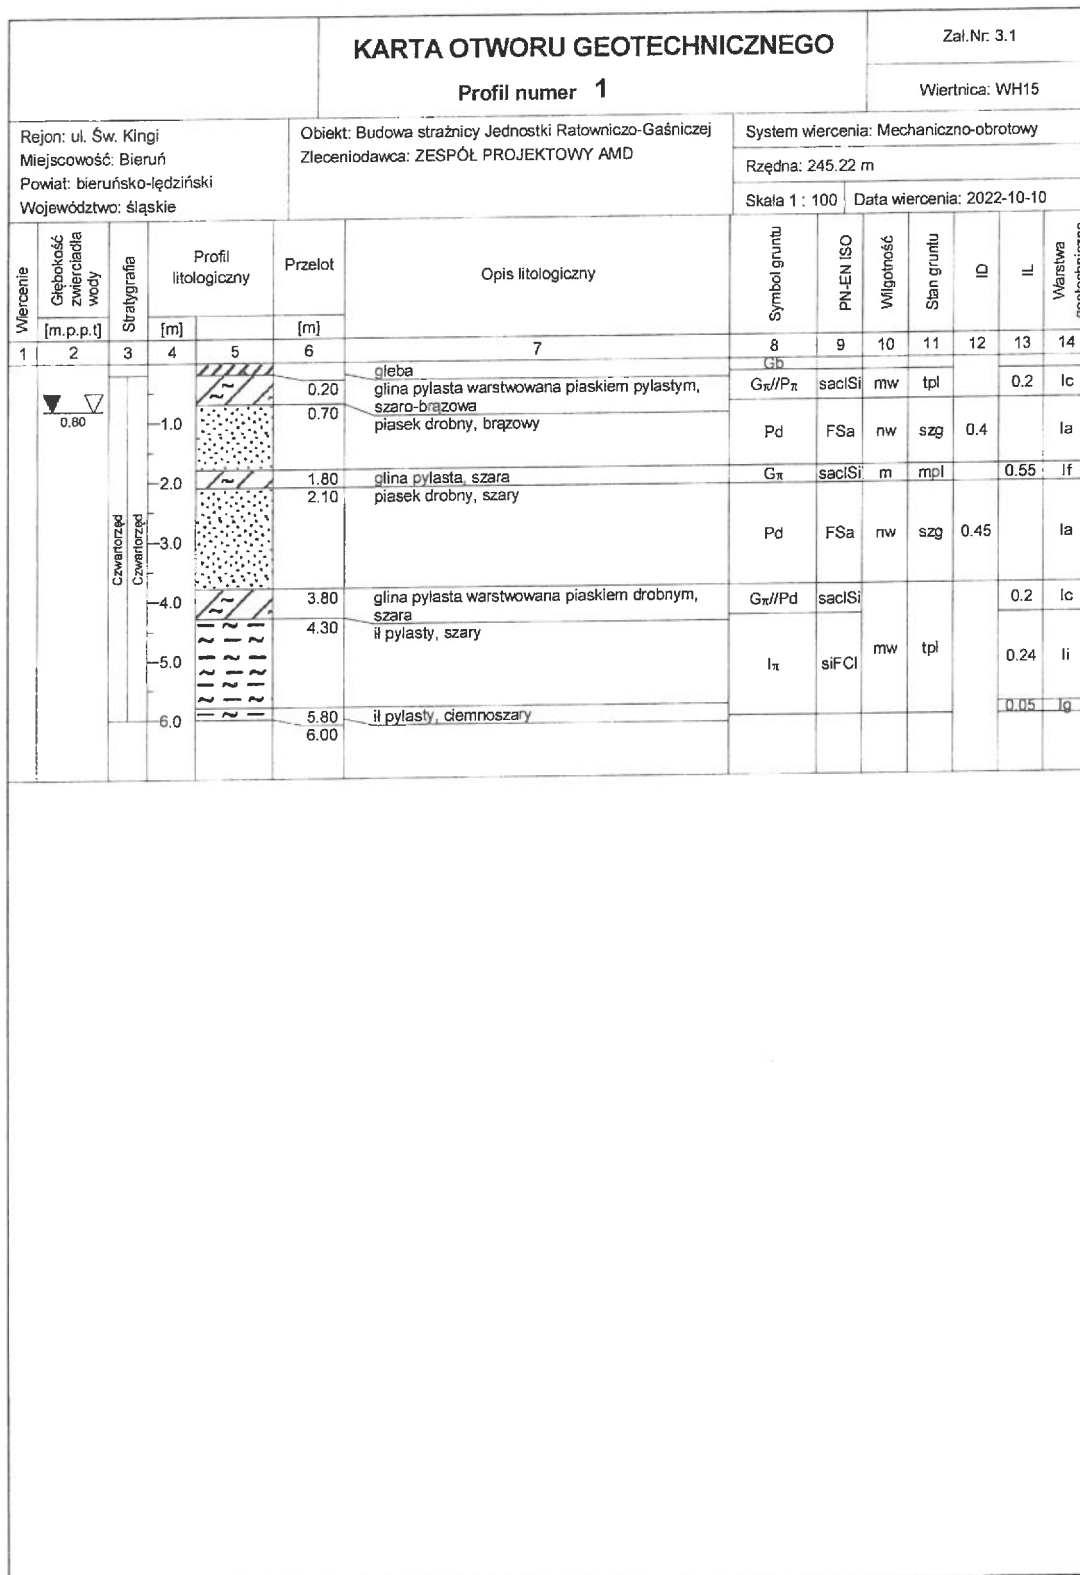 KARTA OTWORU GEOTECHNICZNEGO
Profil numer 1
Zał.Nr: 3.1
Wiertnica: WH15
Rejon: ul. Św. Kingi
Miejscowość: Bieruń
Powiat: bieruńsko-lędziński
Województwo: śląskie
Obiekt: Budowa strażnicy Jednostki Ratowniczo-Gaśniczej
Zleceniodawca: ZESPÓŁ PROJEKTOWY AMD
System wiercenia: Mechaniczno-obrotowy
Rzędna: 245.22 m
Skala 1 : 100 Data wiercenia: 2022-10-10
Wiercenie
Głębokość zwierciadła wody
[m.p.p.t]
Stratygrafia
Profil litologiczny
[m]
Przelot
[m]
Opis litologiczny
Symbol gruntu
PN-EN ISO
Wilgotność
Stan gruntu
ID
IL
Warstwa
1 2 3 4 5 6 7 8 9 10 11 12 13 14
gleba Gb
0.20 glina pylasta warstwowana piaskiem pylastym, Gπ//Pπ sacISi mw tpl 0.2 Ic
szaro-brązowa
0.80
0.70 piasek drobny, brązowy
1.0 Pd FSa nw szg 0.4 Ia
1.80 glina pylasta, szara Gπ sacISi m mpl 0.55 If
2.0
2.10 piasek drobny, szary
3.0 Pd FSa nw szg 0.45 Ia
Czwartorzęd
Czwartorzęd
3.80 glina pylasta warstwowana piaskiem drobnym, Gπ//Pd sacISi 0.2 Ic
4.0 szara
4.30 ił pylasty, szary
mw tpl
5.0 Iπ siFCl 0.24 Ii
5.80 ił pylasty, ciemnoszary 0.05 Ig
6.0
6.00